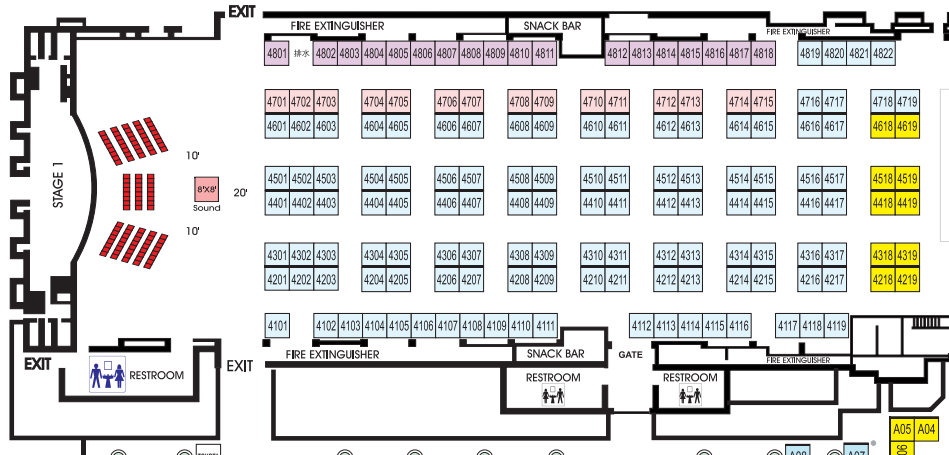 EXIT
FIRE EXTINGUISHER
SNACK BAR
FIRE EXTINGUISHER
4801 排水 4802 4803 4804 4805 4806 4807 4808 4809 4810 4811 4812 4813 4814 4815 4816 4817 4818 4819 4820 4821 4822
4701 4702 4703 4704 4705 4706 4707 4708 4709 4710 4711 4712 4713 4714 4715 4716 4717 4718 4719
4601 4602 4603 4604 4605 4606 4607 4608 4609 4610 4611 4612 4613 4614 4615 4616 4617 4618 4619
STAGE 1
10'
8'X8'
Sound
20'
10'
4501 4502 4503 4504 4505 4506 4507 4508 4509 4510 4511 4512 4513 4514 4515 4516 4517 4518 4519
4401 4402 4403 4404 4405 4406 4407 4408 4409 4410 4411 4412 4413 4414 4415 4416 4417 4418 4419
4301 4302 4303 4304 4305 4306 4307 4308 4309 4310 4311 4312 4313 4314 4315 4316 4317 4318 4319
4201 4202 4203 4204 4205 4206 4207 4208 4209 4210 4211 4212 4213 4214 4215 4216 4217 4218 4219
4101 4102 4103 4104 4105 4106 4107 4108 4109 4110 4111 4112 4113 4114 4115 4116 4117 4118 4119
EXIT
EXIT
FIRE EXTINGUISHER
SNACK BAR
GATE
FIRE EXTINGUISHER
RESTROOM
RESTROOM
RESTROOM
A05 A04
A08 A07